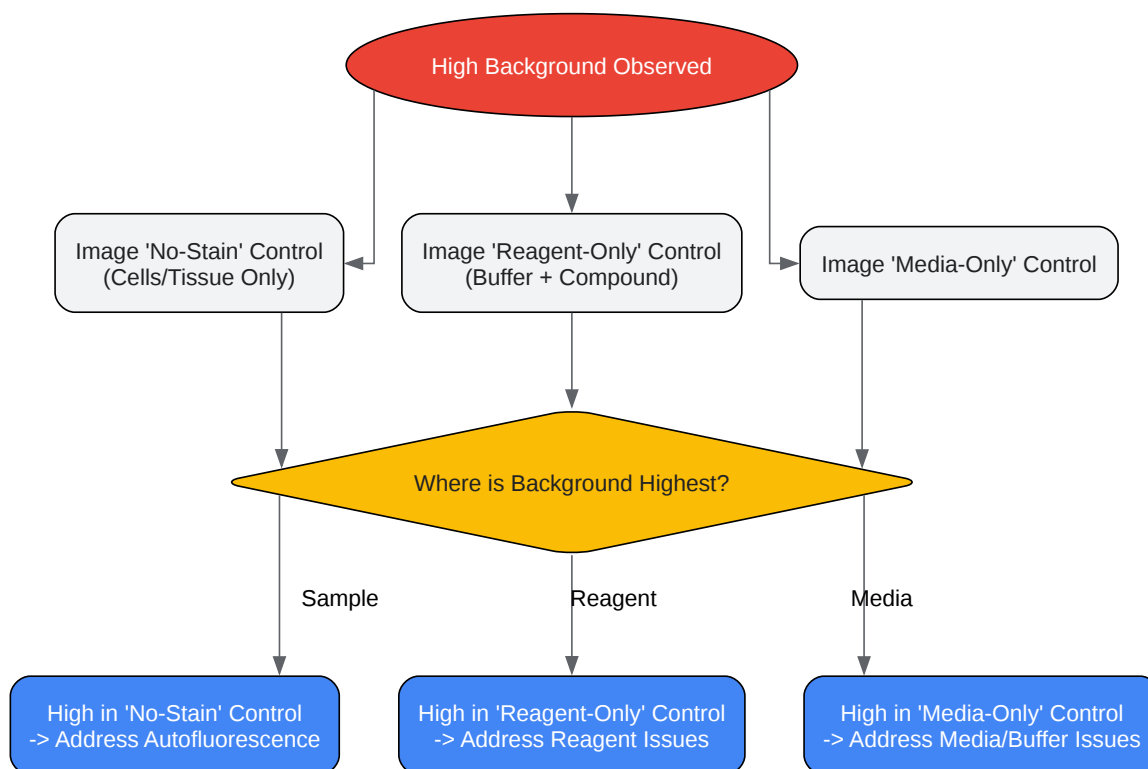 High Background Observed
Image 'No-Stain' Control
(Cells/Tissue Only)
Image 'Reagent-Only' Control
(Buffer + Compound)
Image 'Media-Only' Control
Where is Background Highest?
Sample
Reagent
Media
High in 'No-Stain' Control
-> Address Autofluorescence
High in 'Reagent-Only' Control
-> Address Reagent Issues
High in 'Media-Only' Control
-> Address Media/Buffer Issues